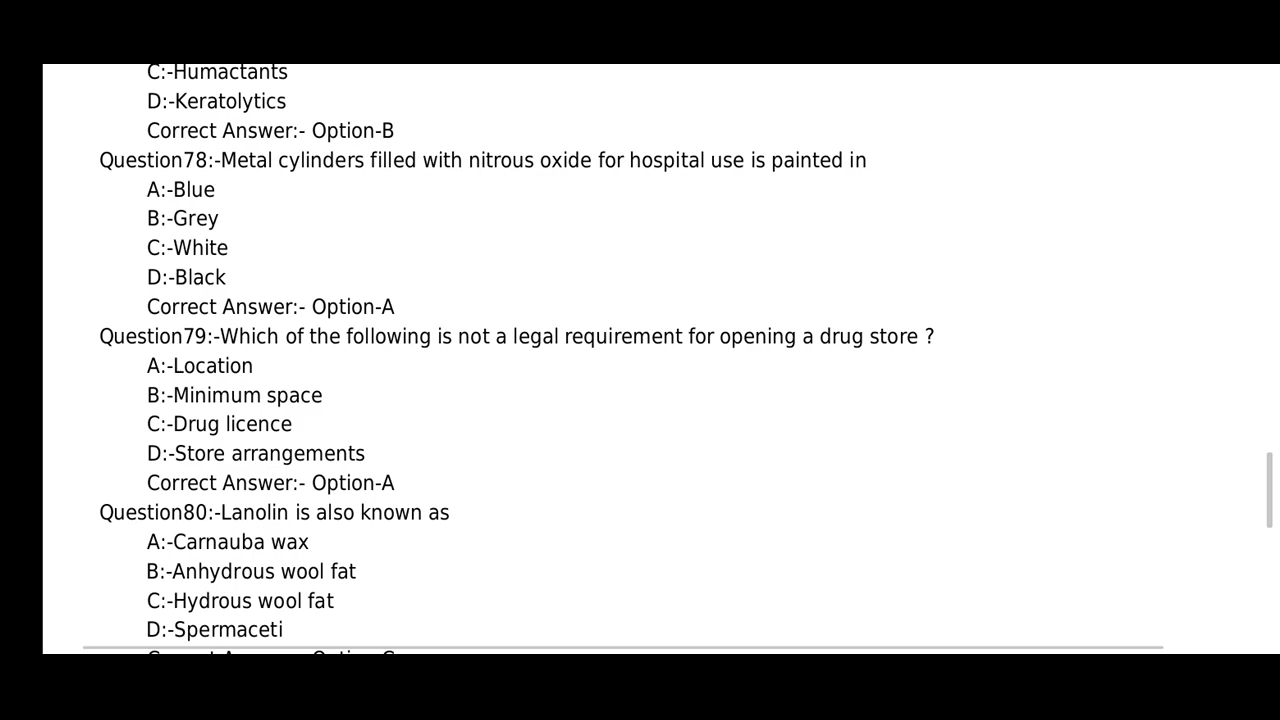 C:-Humactants
D:-Keratolytics
Correct Answer:- Option-B
Question78:-Metal cylinders filled with nitrous oxide for hospital use is painted in
A:-Blue
B:-Grey
C:-White
D:-Black
Correct Answer:- Option-A
Question79:-Which of the following is not a legal requirement for opening a drug store ?
A:-Location
B:-Minimum space
C:-Drug licence
D:-Store arrangements
Correct Answer:- Option-A
Question80:-Lanolin is also known as
A:-Carnauba wax
B:-Anhydrous wool fat
C:-Hydrous wool fat
D:-Spermaceti